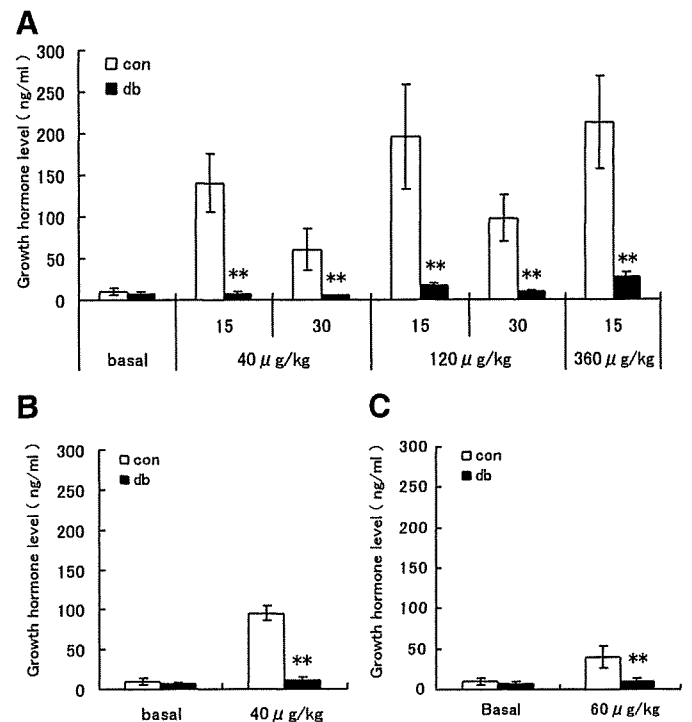 A
Growth hormone level ( ng/ml )
300
250
200
150
100
50
0
con
db
**
**
**
**
**
15 30 15 30 15
basal 40 μ g/kg 120 μ g/kg 360 μ g/kg
B
Growth hormone level ( ng/ml )
300
250
200
150
100
50
0
con
db
**
basal 40 μ g/kg
C
Growth hormone level ( ng/ml )
300
250
200
150
100
50
0
con
db
**
Basal 60 μ g/kg